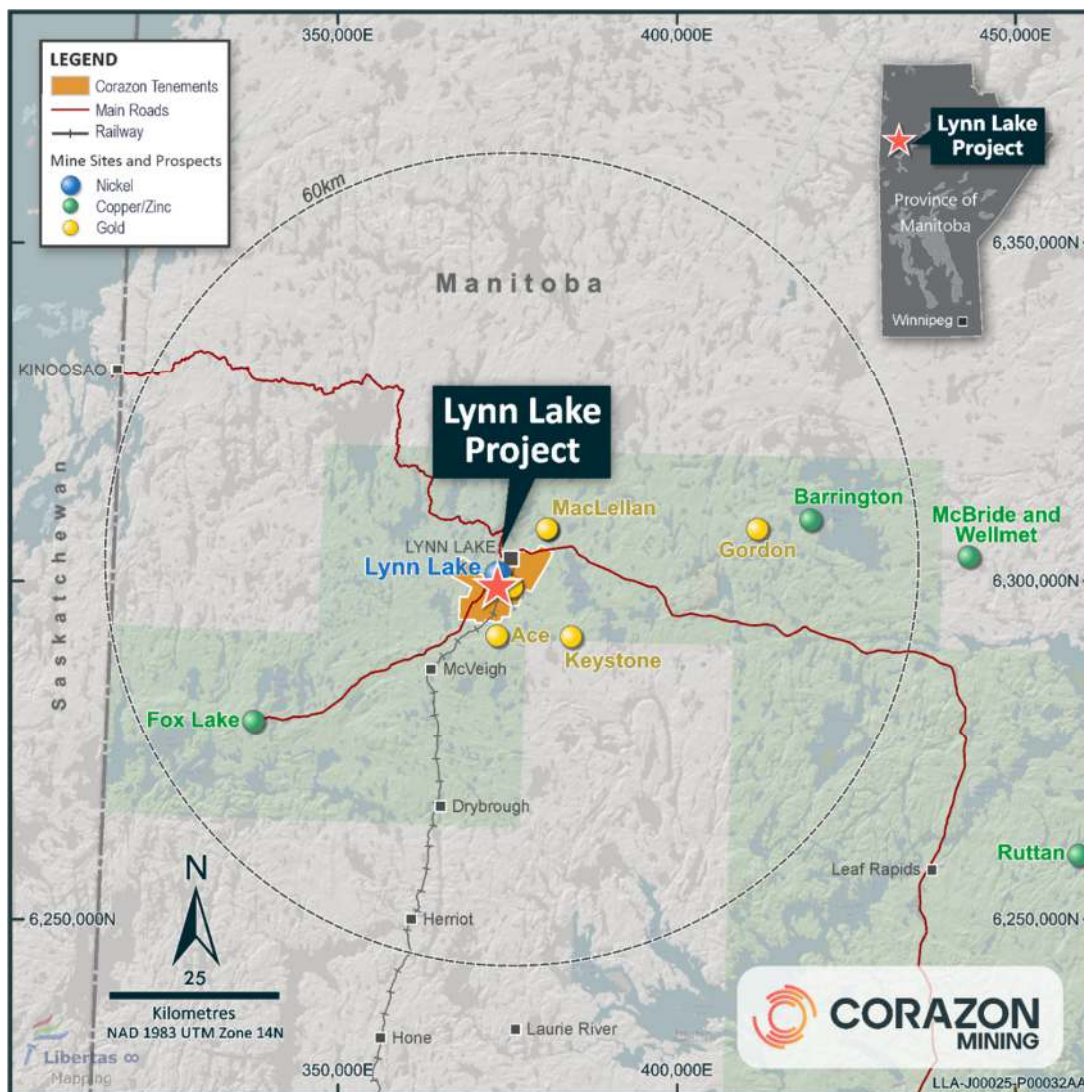 350,000E
400,000E
450,000E
LEGEND
Corazon Tenements
Main Roads
Railway
Mine Sites and Prospects
Nickel
Copper/Zinc
Gold
Lynn Lake
Project
Province of
Manitoba
Winnipeg
60km
6,350,000N
Manitoba
KINOOSAO
Saskatchewan
Lynn Lake
Project
MacLellan
Barrington
Gordon
McBride and
Wellmet
LYNN LAKE
Lynn Lake
6,300,000N
Ace
Keystone
McVeigh
Fox Lake
Drybrough
Ruttan
Leaf Rapids
N
6,250,000N
Herriot
6,250,000N
25
Kilometres
NAD 1983 UTM Zone 14N
Hone
Laurie River
CORAZON
MINING
Libertas ∞
Mapping
350,000E
400,000E